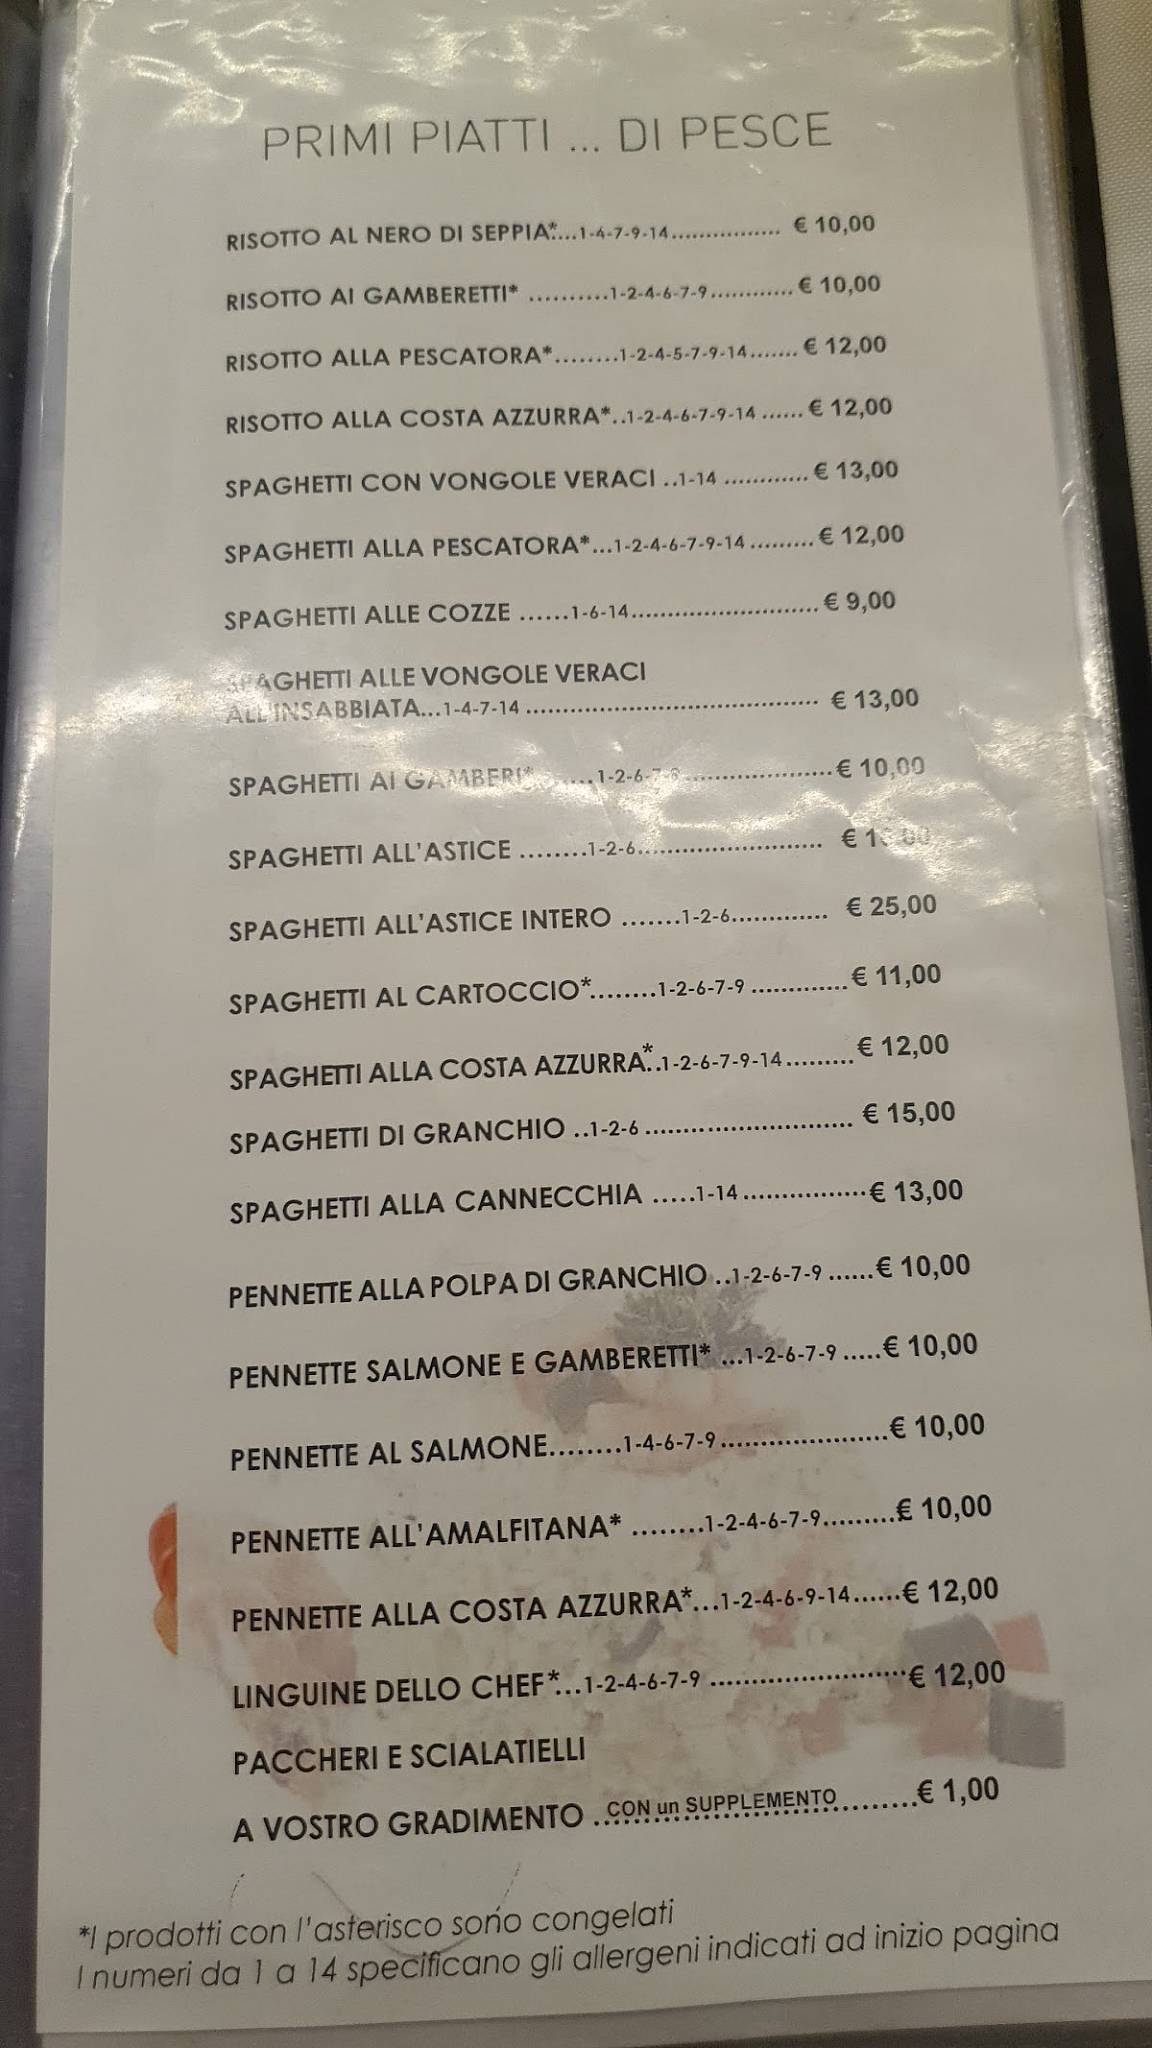 PRIMI PIATTI ... DI PESCE
RISOTTO AL NERO DI SEPPIA*....1-4-7-9-14................. € 10,00
RISOTTO AI GAMBERETTI* ..........1-2-4-6-7-9............ € 10,00
RISOTTO ALLA PESCATORA*........1-2-4-5-7-9-14....... € 12,00
RISOTTO ALLA COSTA AZZURRA*..1-2-4-6-7-9-14 ...... € 12,00
SPAGHETTI CON VONGOLE VERACI ..1-14 ............ € 13,00
SPAGHETTI ALLA PESCATORA*...1-2-4-6-7-9-14 ......... € 12,00
SPAGHETTI ALLE COZZE ......1-6-14........................... € 9,00
SPAGHETTI ALLE VONGOLE VERACI
ALL'INSABBIATA...1-4-7-14 ....................................... € 13,00
SPAGHETTI AI GAMBERI* .....1-2-6-7-8.....................€ 10,00
SPAGHETTI ALL'ASTICE ........1-2-6.......................... €
SPAGHETTI ALL'ASTICE INTERO .......1-2-6............. € 25,00
SPAGHETTI AL CARTOCCIO*........1-2-6-7-9 .............€ 11,00
SPAGHETTI ALLA COSTA AZZURRA*..1-2-6-7-9-14......... € 12,00
SPAGHETTI DI GRANCHIO ..1-2-6 ............................ € 15,00
SPAGHETTI ALLA CANNECCHIA .....1-14.................€ 13,00
PENNETTE ALLA POLPA DI GRANCHIO ..1-2-6-7-9 ......€ 10,00
PENNETTE SALMONE E GAMBERETTI* ...1-2-6-7-9 .....€ 10,00
PENNETTE AL SALMONE........1-4-6-7-9......................€ 10,00
PENNETTE ALL'AMALFITANA* ........1-2-4-6-7-9.........€ 10,00
PENNETTE ALLA COSTA AZZURRA*...1-2-4-6-9-14......€ 12,00
LINGUINE DELLO CHEF*...1-2-4-6-7-9 .........................€ 12,00
PACCHERI E SCIALATIELLI
A VOSTRO GRADIMENTO ..CON un SUPPLEMENTO.........€ 1,00
*I prodotti con l'asterisco sono congelati
I numeri da 1 a 14 specificano gli allergeni indicati ad inizio pagina